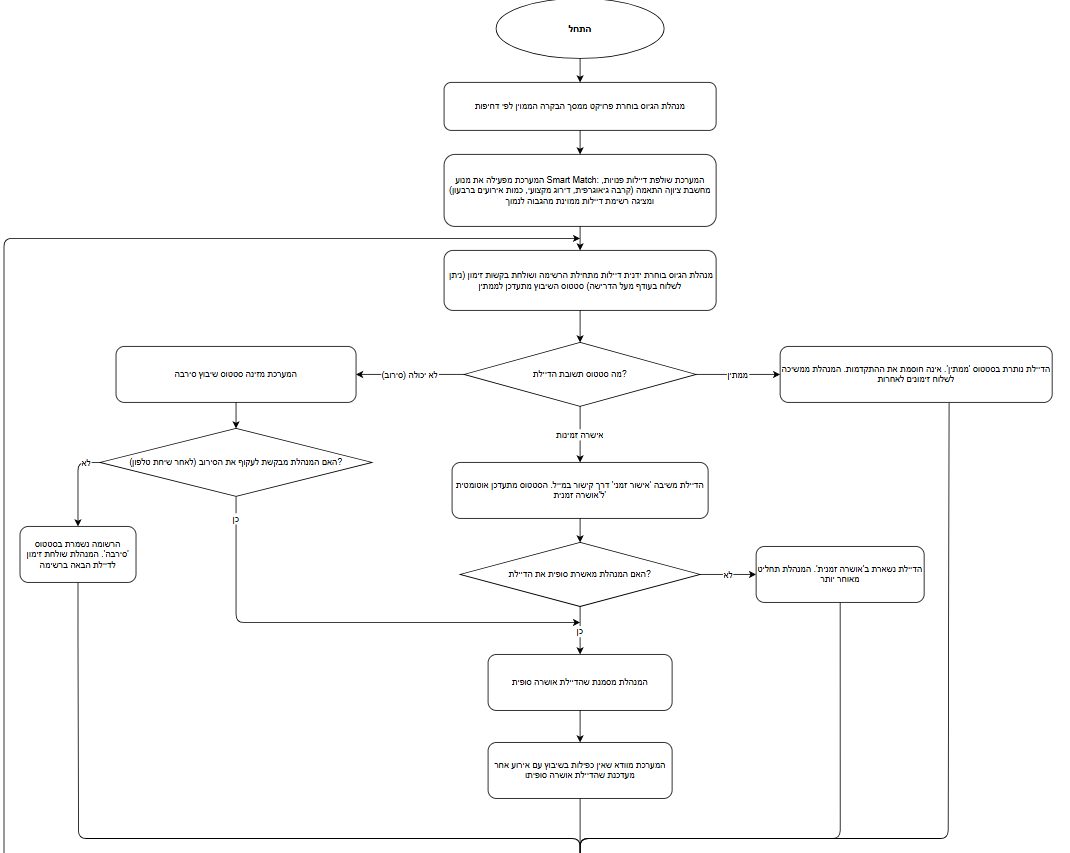 התחל
מנהלת הגיוס בוחרת פרויקט ממסך הבקרה הממוין לפי דחיפות
המערכת שולפת דיילות פנויות, :Smart Match המערכת מפעילה את מנוע
מחשבת ציון התאמה (קרבה גיאוגרפית, דירוג מקצועי, כמות אירועים ברבעון)
ומציגה רשימת דיילות ממוינת מהגבוה לנמוך
מנהלת הגיוס בוחרת ידנית דיילות מתחילת הרשימה ושולחת בקשות זימון (ניתן
לשלוח בעודף מעל הדרישה) סטטוס השיבוץ מתעדכן לממתין
?מה סטטוס תשובת הדיילת
ממתין
הדיילת נותרת בסטטוס 'ממתין'. אינה חוסמת את ההתקדמות. המנהלת ממשיכה
לשלוח זימונים לאחרות
לא יכולה (סירוב)
המערכת מזינה סטטוס שיבוץ סירבה
אישרה זמינות
?האם המנהלת מבקשת לעקוף את הסירוב (לאחר שיחת טלפון)
לא
כן
הדיילת משיבה 'אישור זמני' דרך קישור במייל. הסטטוס מתעדכן אוטומטית
ל'אושרה זמנית'
הרשומה נשמרת בסטטוס
'סירבה'. המנהלת שולחת זימון
לדיילת הבאה ברשימה
?האם המנהלת מאשרת סופית את הדיילת
לא
הדיילת נשארת ב'אושרה זמנית'. המנהלת תחליט
מאוחר יותר
כן
המנהלת מסמנת שהדיילת אושרה סופית
המערכת מוודא שאין כפילות בשיבוץ עם אירוע אחר
מעדכנת שהדיילת אושרה סופיתו